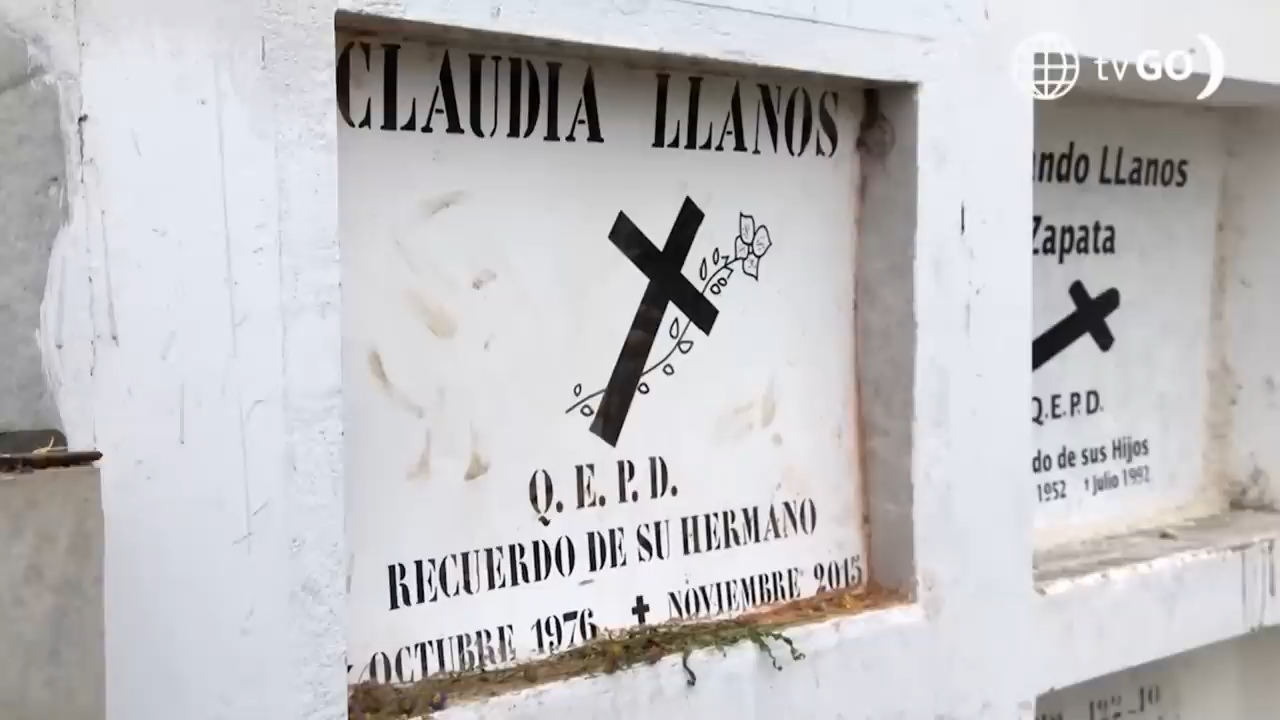 tvGO
CLAUDIA LLANOS
Q. E. P. D.
RECUERDO DE SU HERMANO
OCTUBRE 1976 ✝ NOVIEMBRE 2015
ndo LLanos
Zapata
Q.E.P.D.
do de sus Hijos
1952 † Julio 1992